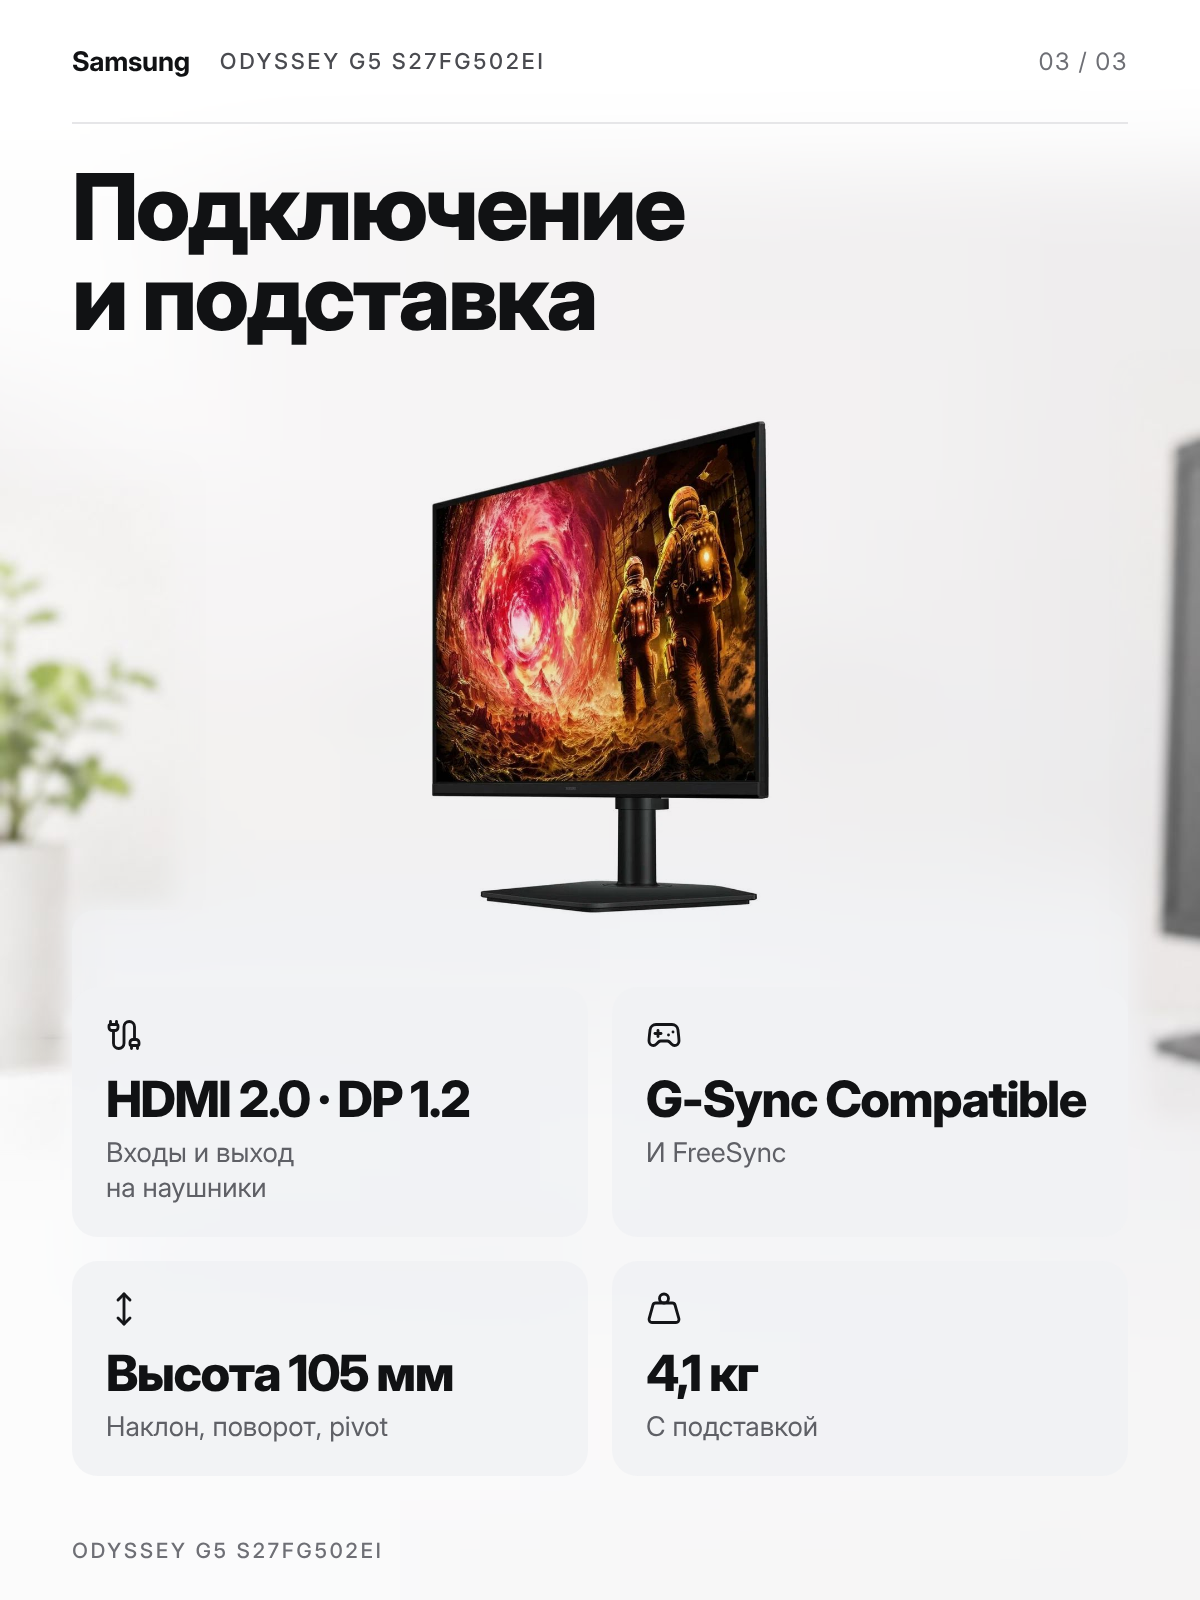 Samsung ODYSSEY G5 S27FG502EI 03 / 03
Подключение
и подставка
HDMI 2.0 · DP 1.2
Входы и выход
на наушники
G-Sync Compatible
И FreeSync
Высота 105 мм
Наклон, поворот, pivot
4,1 кг
С подставкой
ODYSSEY G5 S27FG502EI